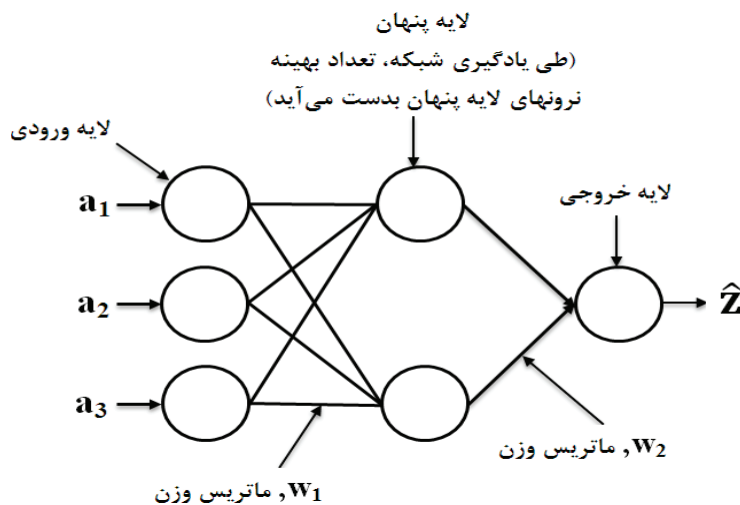 لایه پنهان
(طی یادگیری شبکه، تعداد بهینه
نرونهای لایه پنهان بدست می‌آید)
لایه ورودی
لایه خروجی
a1
a2
a3
ẑ
w2, ماتریس وزن
w1, ماتریس وزن